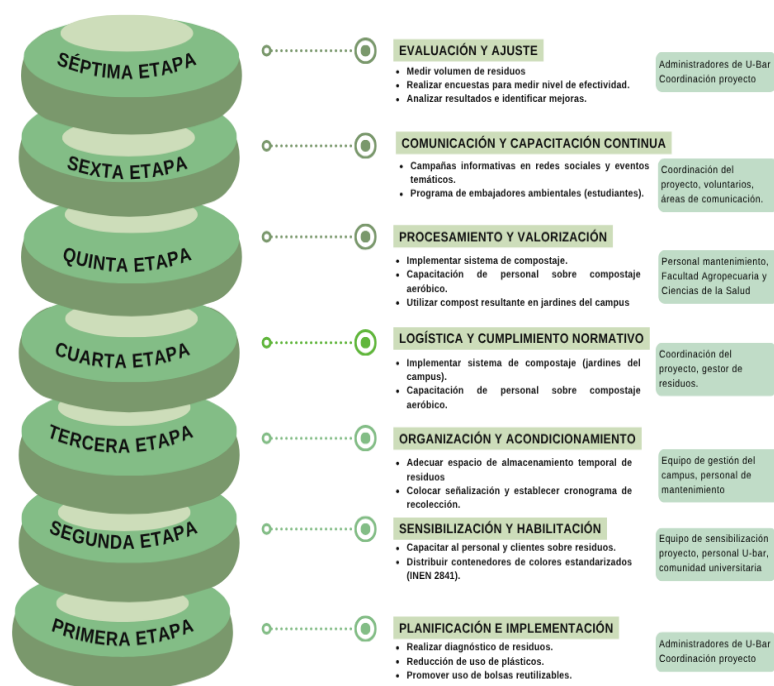 SÉPTIMA ETAPA
EVALUACIÓN Y AJUSTE
• Medir volumen de residuos
• Realizar encuestas para medir nivel de efectividad.
• Analizar resultados e identificar mejoras.
Administradores de U-Bar
Coordinación proyecto
SEXTA ETAPA
COMUNICACIÓN Y CAPACITACIÓN CONTINUA
• Campañas informativas en redes sociales y eventos
temáticos.
• Programa de embajadores ambientales (estudiantes).
Coordinación del
proyecto, voluntarios,
áreas de comunicación.
QUINTA ETAPA
PROCESAMIENTO Y VALORIZACIÓN
• Implementar sistema de compostaje.
• Capacitación de personal sobre compostaje
aeróbico.
• Utilizar compost resultante en jardines del campus
Personal mantenimiento,
Facultad Agropecuaria y
Ciencias de la Salud
CUARTA ETAPA
LOGÍSTICA Y CUMPLIMIENTO NORMATIVO
• Implementar sistema de compostaje (jardines del
campus).
• Capacitación de personal sobre compostaje
aeróbico.
Coordinación del
proyecto, gestor de
residuos.
TERCERA ETAPA
ORGANIZACIÓN Y ACONDICIONAMIENTO
• Adecuar espacio de almacenamiento temporal de
residuos
• Colocar señalización y establecer cronograma de
recolección.
Equipo de gestión del
campus, personal de
mantenimiento
SEGUNDA ETAPA
SENSIBILIZACIÓN Y HABILITACIÓN
• Capacitar al personal y clientes sobre residuos.
• Distribuir contenedores de colores estandarizados
(INEN 2841).
Equipo de sensibilización
proyecto, personal U-bar,
comunidad universitaria
PRIMERA ETAPA
PLANIFICACIÓN E IMPLEMENTACIÓN
• Realizar diagnóstico de residuos.
• Reducción de uso de plásticos.
• Promover uso de bolsas reutilizables.
Administradores de U-Bar
Coordinación proyecto